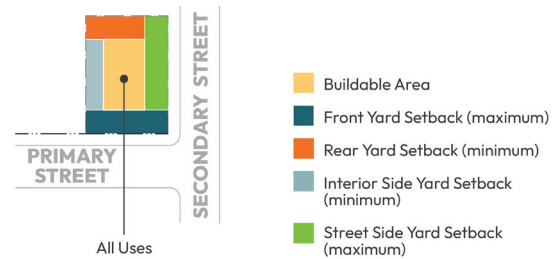 PRIMARY
STREET
SECONDARY STREET
All Uses
Buildable Area
Front Yard Setback (maximum)
Rear Yard Setback (minimum)
Interior Side Yard Setback
(minimum)
Street Side Yard Setback
(maximum)